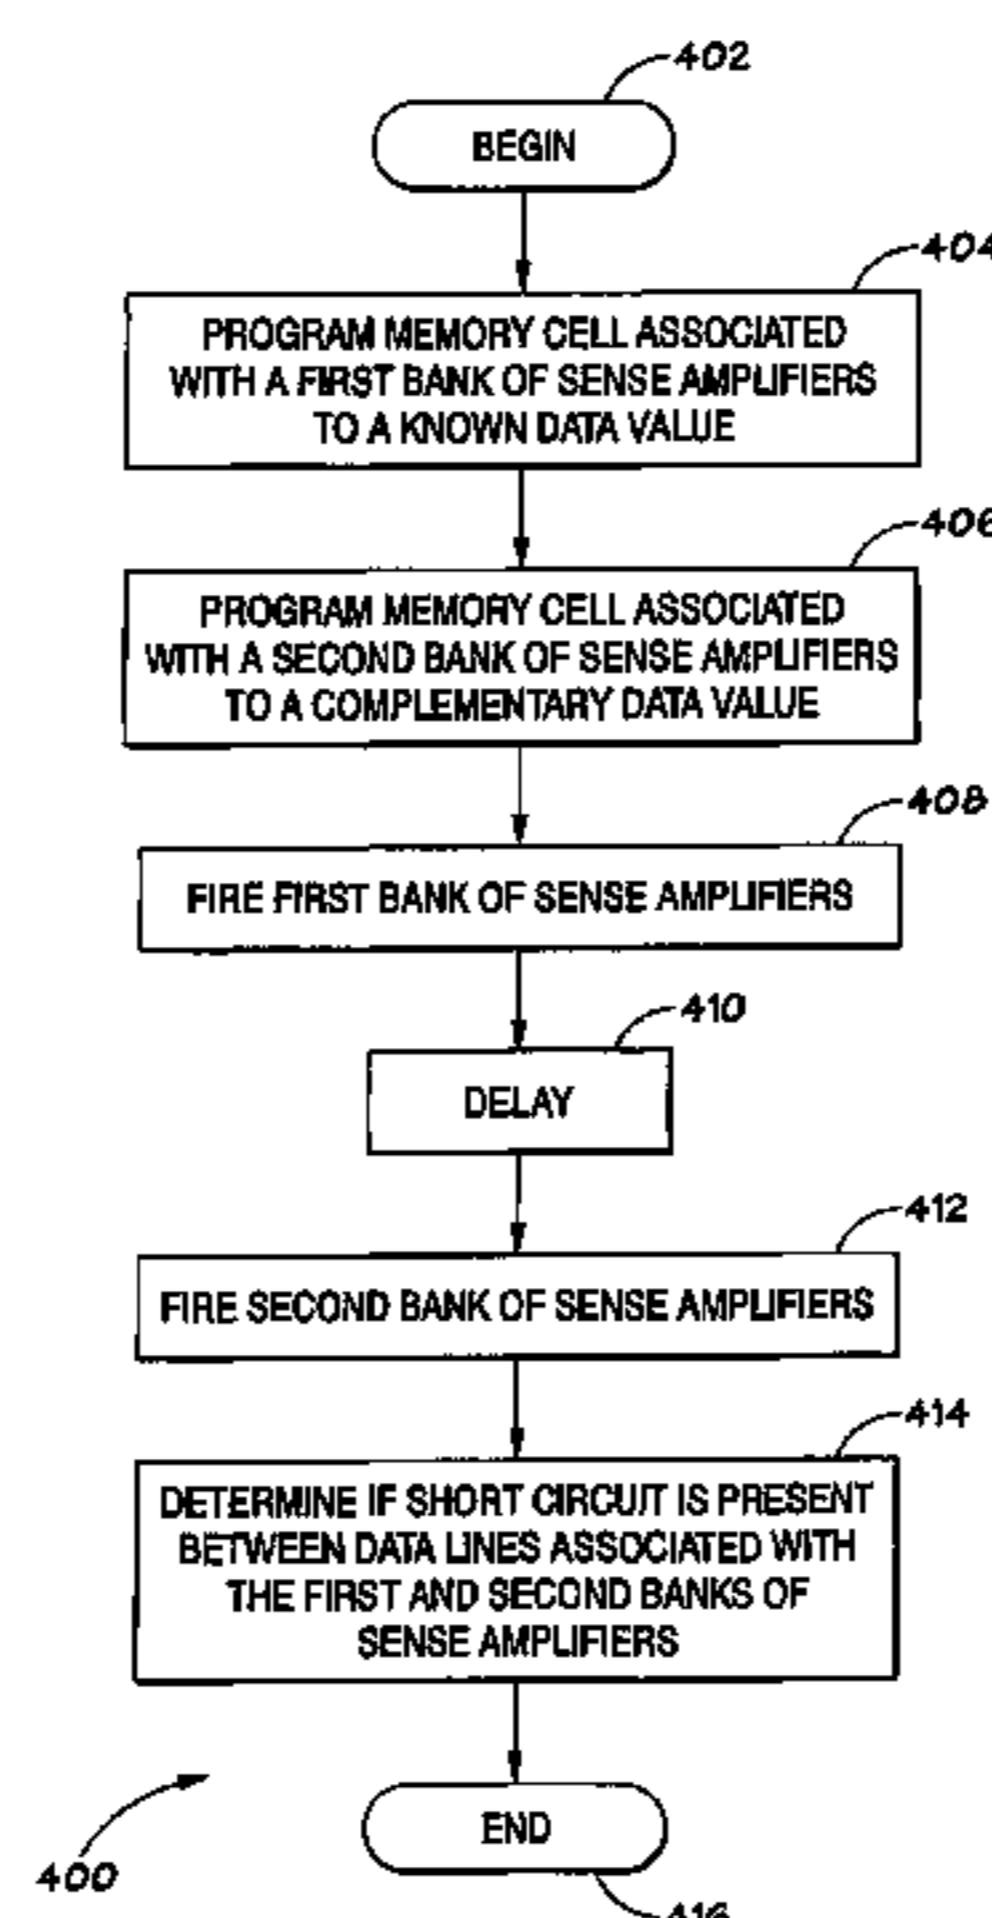 402
BEGIN
404
PROGRAM MEMORY CELL ASSOCIATED
WITH A FIRST BANK OF SENSE AMPLIFIERS
TO A KNOWN DATA VALUE
406
PROGRAM MEMORY CELL ASSOCIATED
WITH A SECOND BANK OF SENSE AMPLIFIERS
TO A COMPLEMENTARY DATA VALUE
408
FIRE FIRST BANK OF SENSE AMPLIFIERS
410
DELAY
412
FIRE SECOND BANK OF SENSE AMPLIFIERS
414
DETERMINE IF SHORT CIRCUIT IS PRESENT
BETWEEN DATA LINES ASSOCIATED WITH
THE FIRST AND SECOND BANKS OF
SENSE AMPLIFIERS
END
400
416